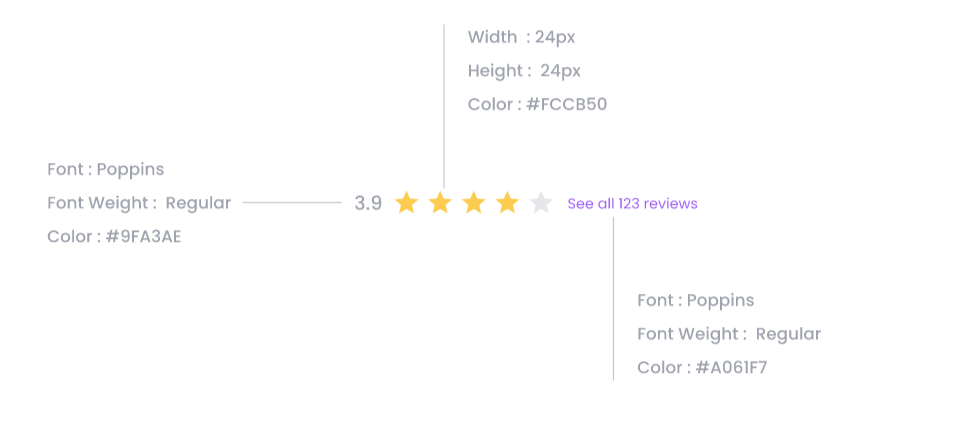 Width : 24px
Height : 24px
Color : #FCCB50
Font : Poppins
Font Weight : Regular
Color : #9FA3AE
3.9
See all 123 reviews
Font : Poppins
Font Weight : Regular
Color : #A061F7